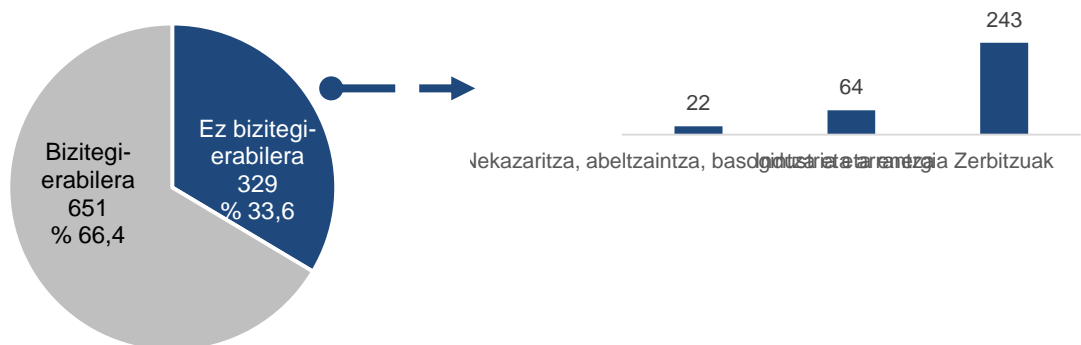 Bizitegi-
erabilera
651
% 66,4
Ez bizitegi-
erabilera
329
% 33,6
22
64
243
Nekazaritza, abeltzaintza,
Zerbitzuak